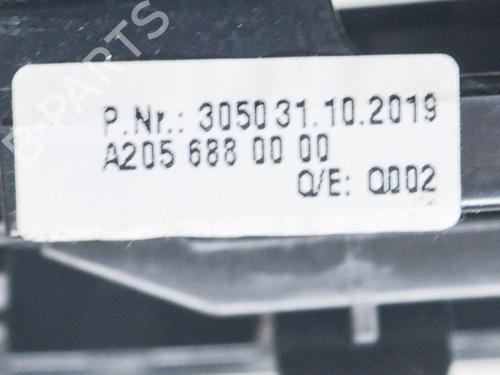 B-PARTS
P.Nr.: 3050 31.10.2019
A205 688 00 00
Q/E: Q002